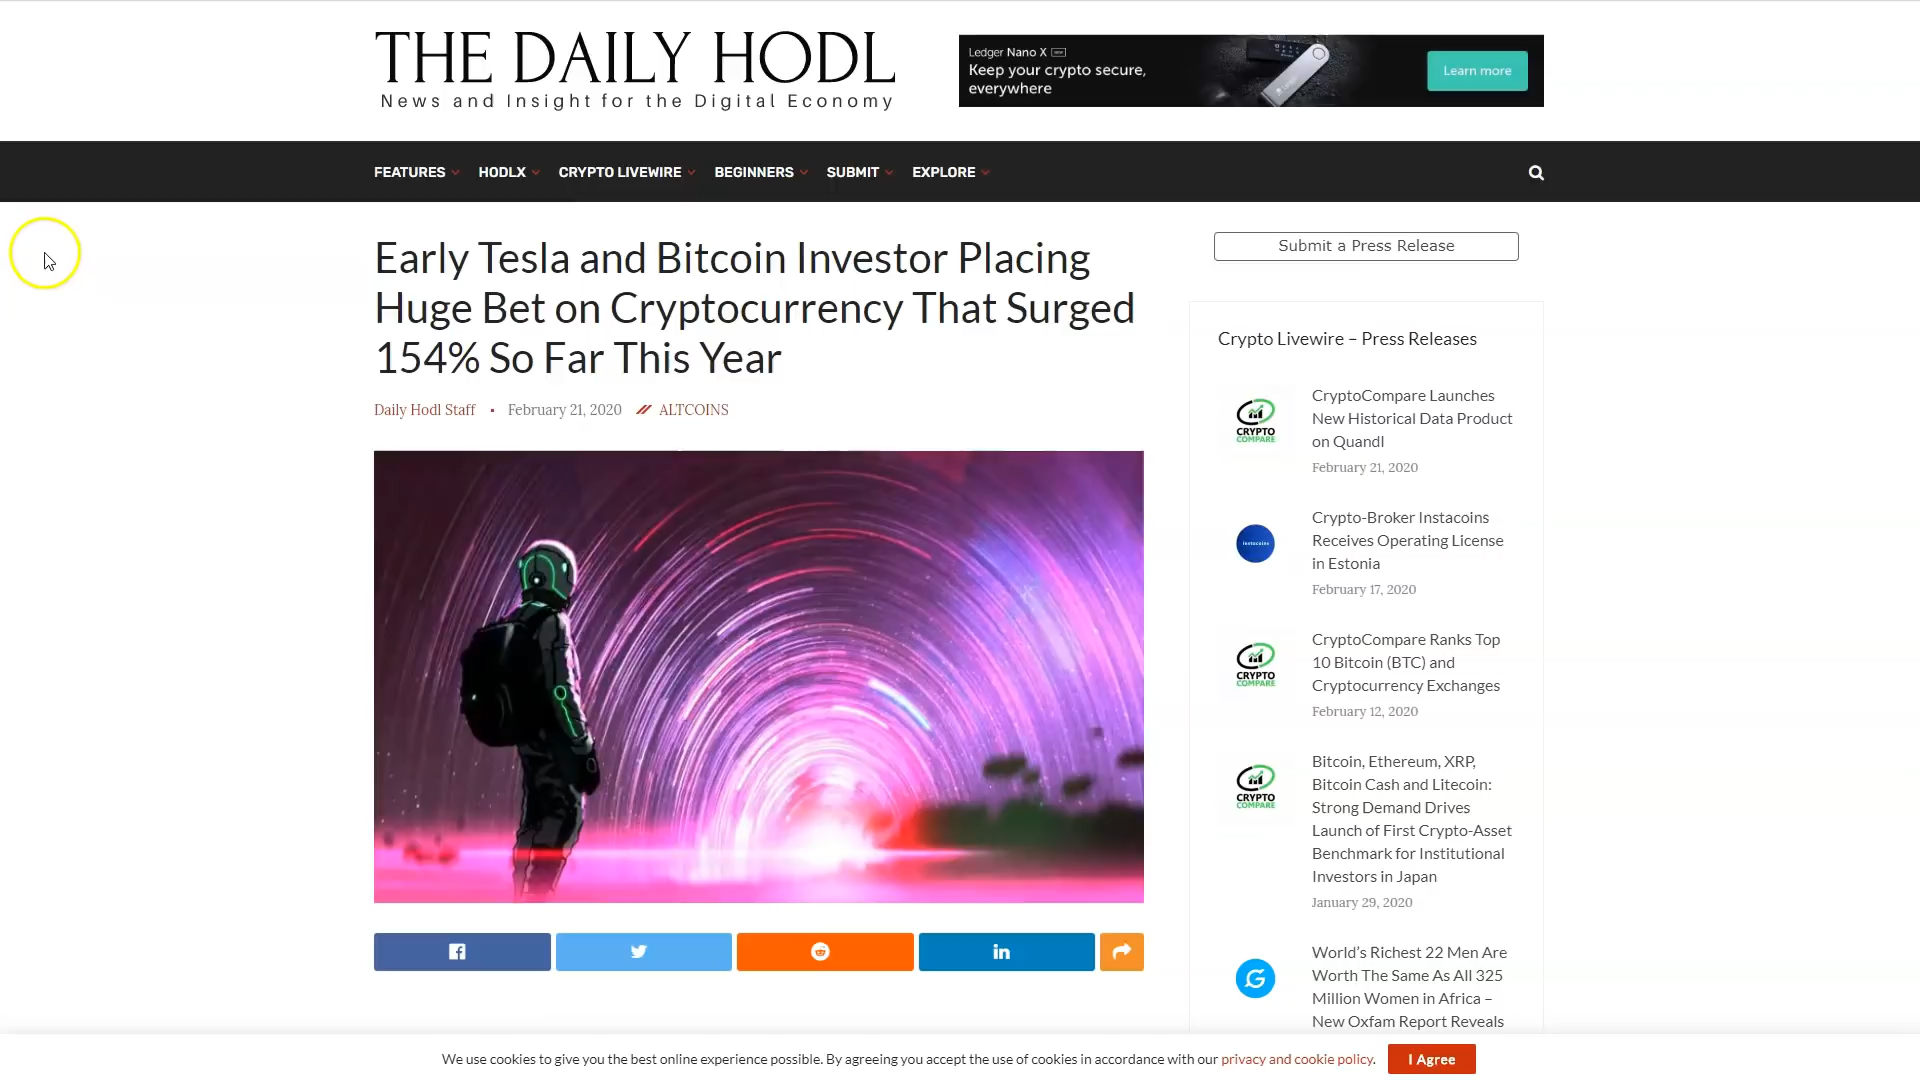 THE DAILY HODL
News and Insight for the Digital Economy
Ledger Nano X NEW
Keep your crypto secure,
everywhere
Learn more
FEATURES HODLX CRYPTO LIVEWIRE BEGINNERS SUBMIT EXPLORE
Early Tesla and Bitcoin Investor Placing
Huge Bet on Cryptocurrency That Surged
154% So Far This Year
Daily Hodl Staff ▪ February 21, 2020 // ALTCOINS
Submit a Press Release
Crypto Livewire – Press Releases
CRYPTO
COMPARE
CryptoCompare Launches
New Historical Data Product
on Quandl
February 21, 2020
instacoins
Crypto-Broker Instacoins
Receives Operating License
in Estonia
February 17, 2020
CRYPTO
COMPARE
CryptoCompare Ranks Top
10 Bitcoin (BTC) and
Cryptocurrency Exchanges
February 12, 2020
CRYPTO
COMPARE
Bitcoin, Ethereum, XRP,
Bitcoin Cash and Litecoin:
Strong Demand Drives
Launch of First Crypto-Asset
Benchmark for Institutional
Investors in Japan
January 29, 2020
World’s Richest 22 Men Are
Worth The Same As All 325
Million Women in Africa –
New Oxfam Report Reveals
We use cookies to give you the best online experience possible. By agreeing you accept the use of cookies in accordance with our privacy and cookie policy.
I Agree